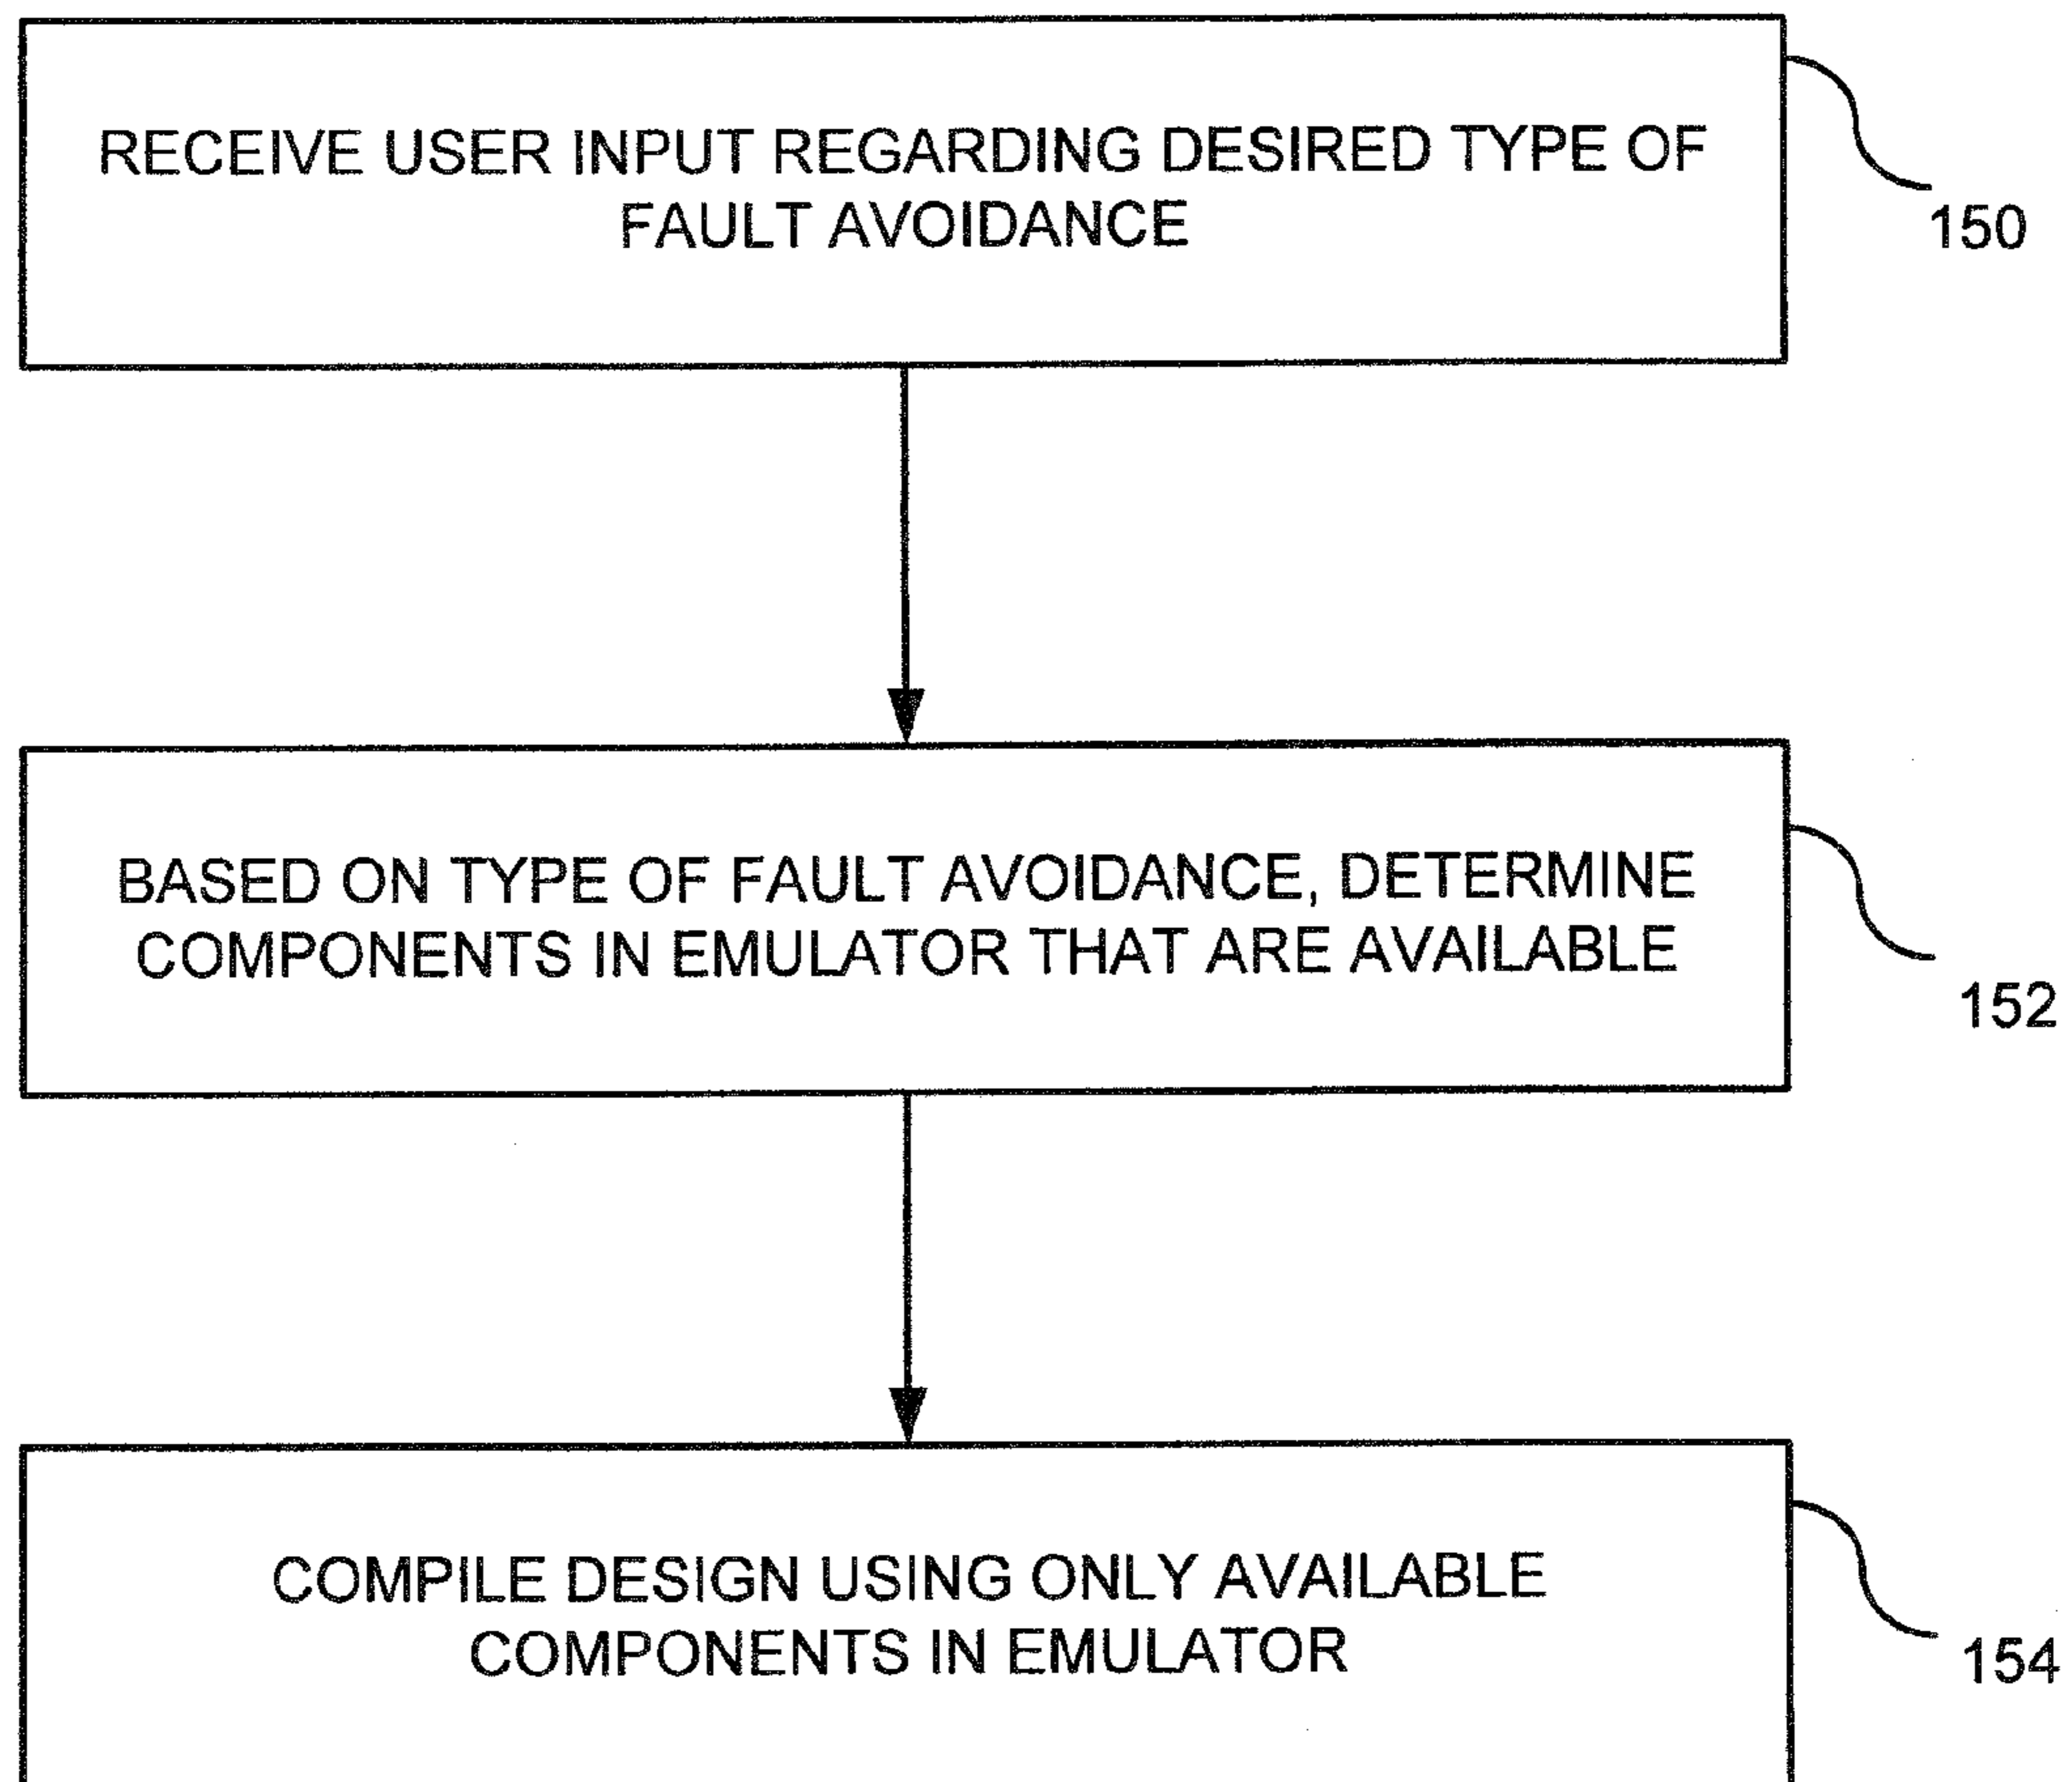 RECEIVE USER INPUT REGARDING DESIRED TYPE OF
FAULT AVOIDANCE
150
BASED ON TYPE OF FAULT AVOIDANCE, DETERMINE
COMPONENTS IN EMULATOR THAT ARE AVAILABLE
152
COMPILE DESIGN USING ONLY AVAILABLE
COMPONENTS IN EMULATOR
154